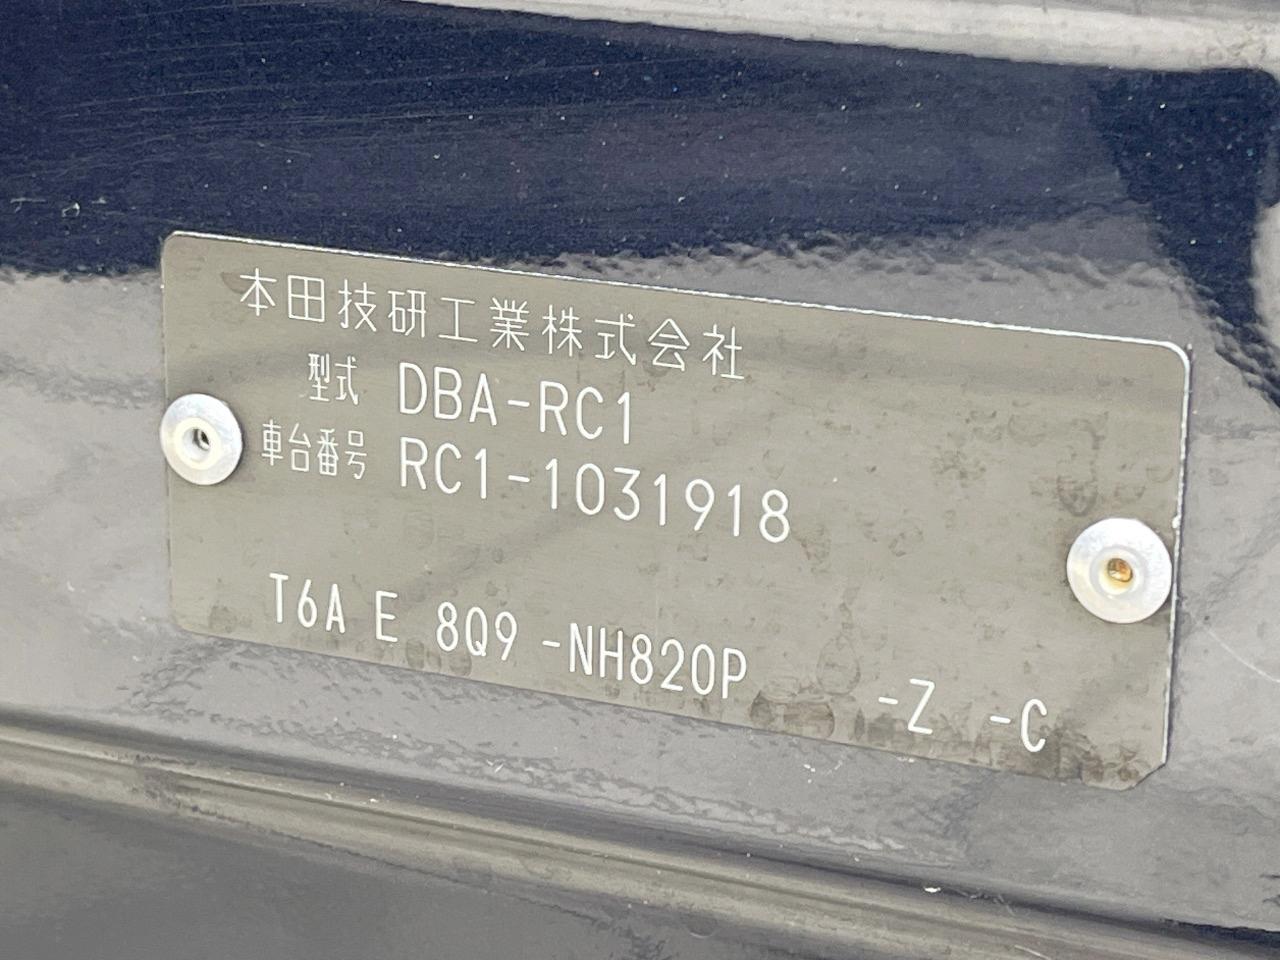 本田技研工業株式会社
型式 DBA-RC1
車台番号 RC1-1031918
T6A E 8Q9 -NH820P -Z -C